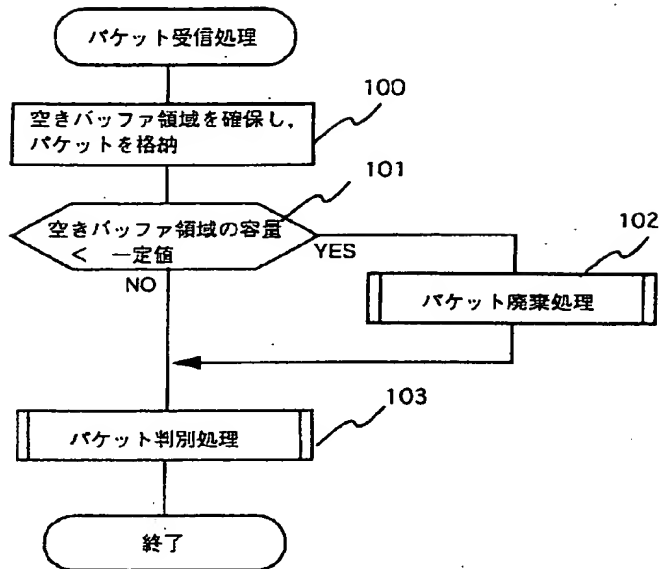 パケット受信処理
100
空きバッファ領域を確保し,
パケットを格納
101
空きバッファ領域の容量
< 一定値
YES
NO
102
パケット廃棄処理
103
パケット判別処理
終了